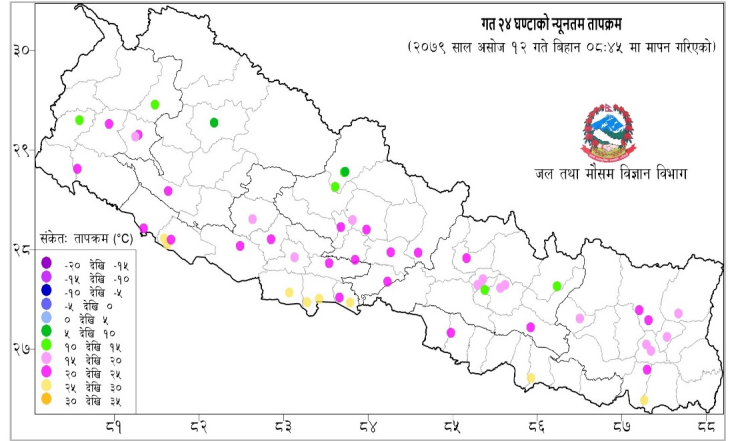 गत २४ घण्टाको न्यूनतम तापक्रम
(२०७९ साल असोज १२ गते बिहान ०८:४५ मा मापन गरिएको)
३०
२९
जल तथा मौसम विज्ञान विभाग
संकेतः तापक्रम (°C)
-२० देखि -१५
-१५ देखि -१०
-१० देखि -५
-५ देखि ०
० देखि ५
५ देखि १०
१० देखि १५
१५ देखि २०
२० देखि २५
२५ देखि ३०
३० देखि ३५
२८
२७
८१ ८२ ८३ ८४ ८५ ८६ ८७ ८८